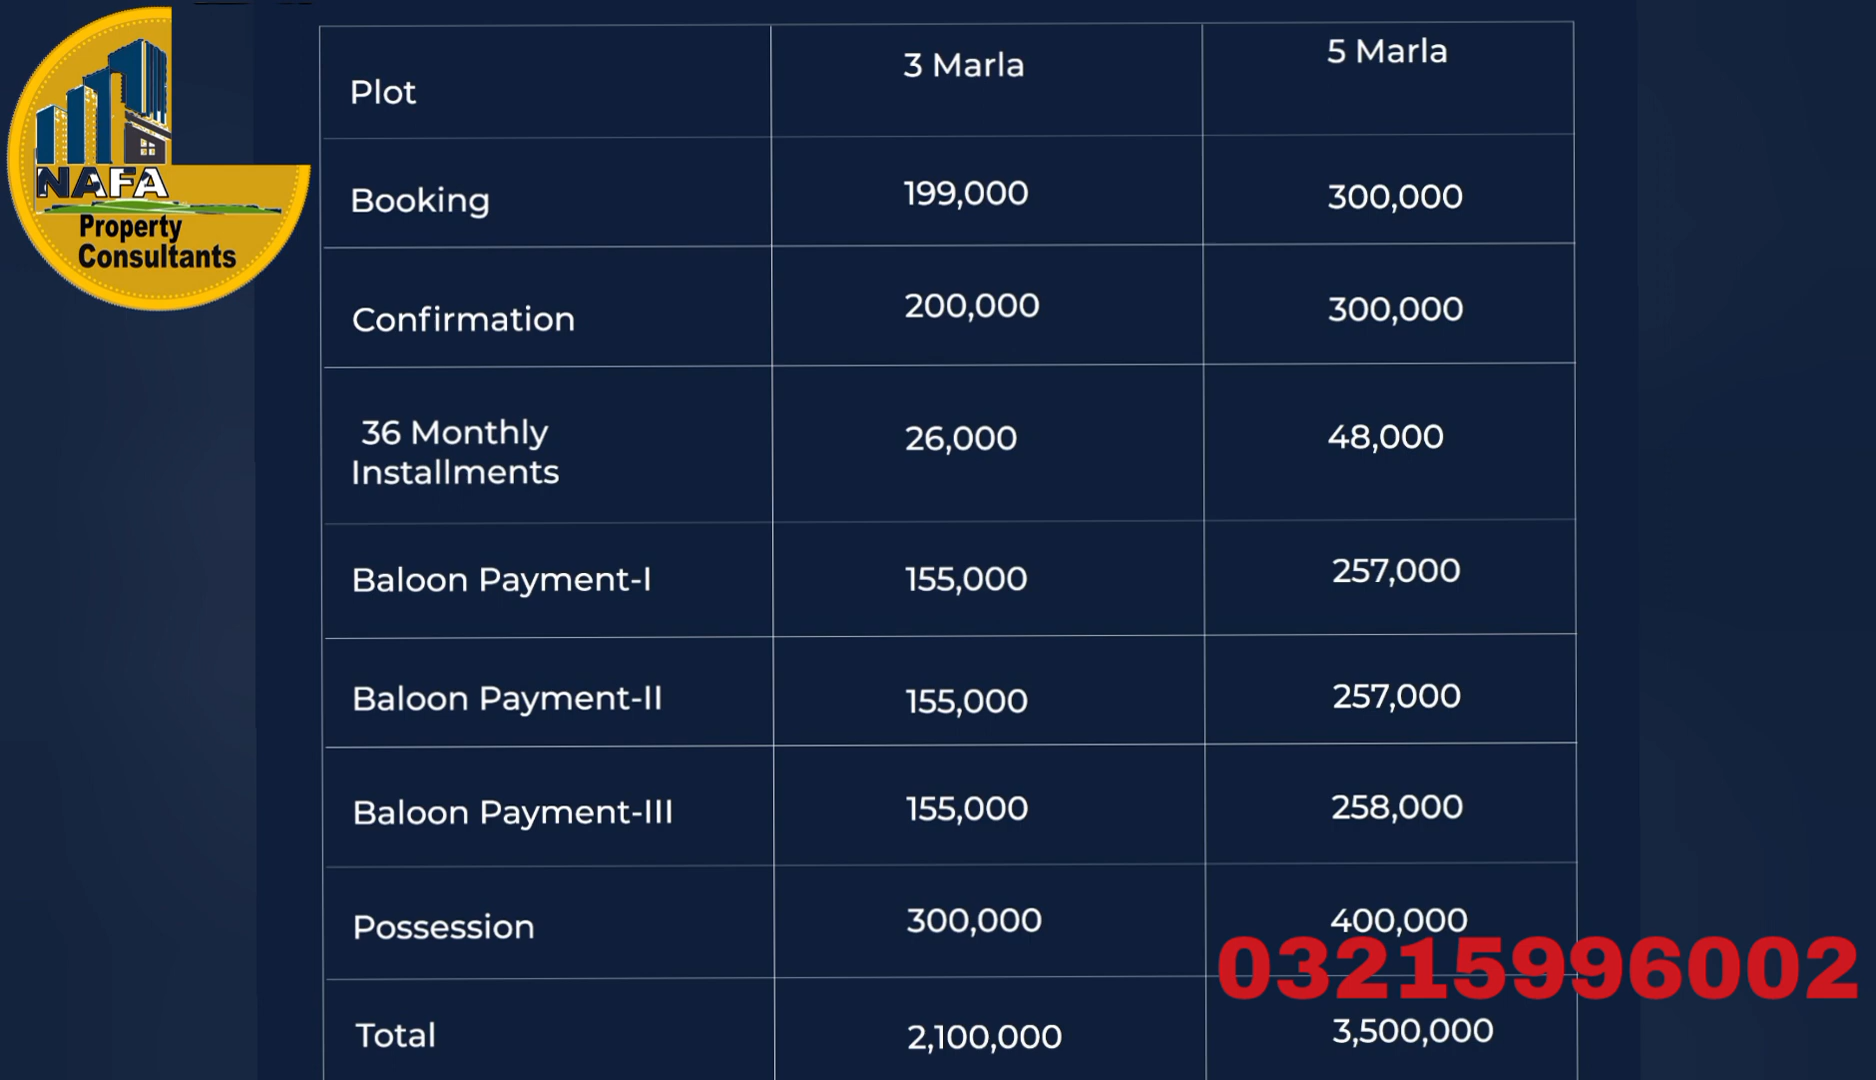 NAFA
Property
Consultants
Plot 3 Marla 5 Marla
Booking 199,000 300,000
Confirmation 200,000 300,000
36 Monthly
Installments 26,000 48,000
Baloon Payment-I 155,000 257,000
Baloon Payment-II 155,000 257,000
Baloon Payment-III 155,000 258,000
Possession 300,000 400,000
03215996002
Total 2,100,000 3,500,000